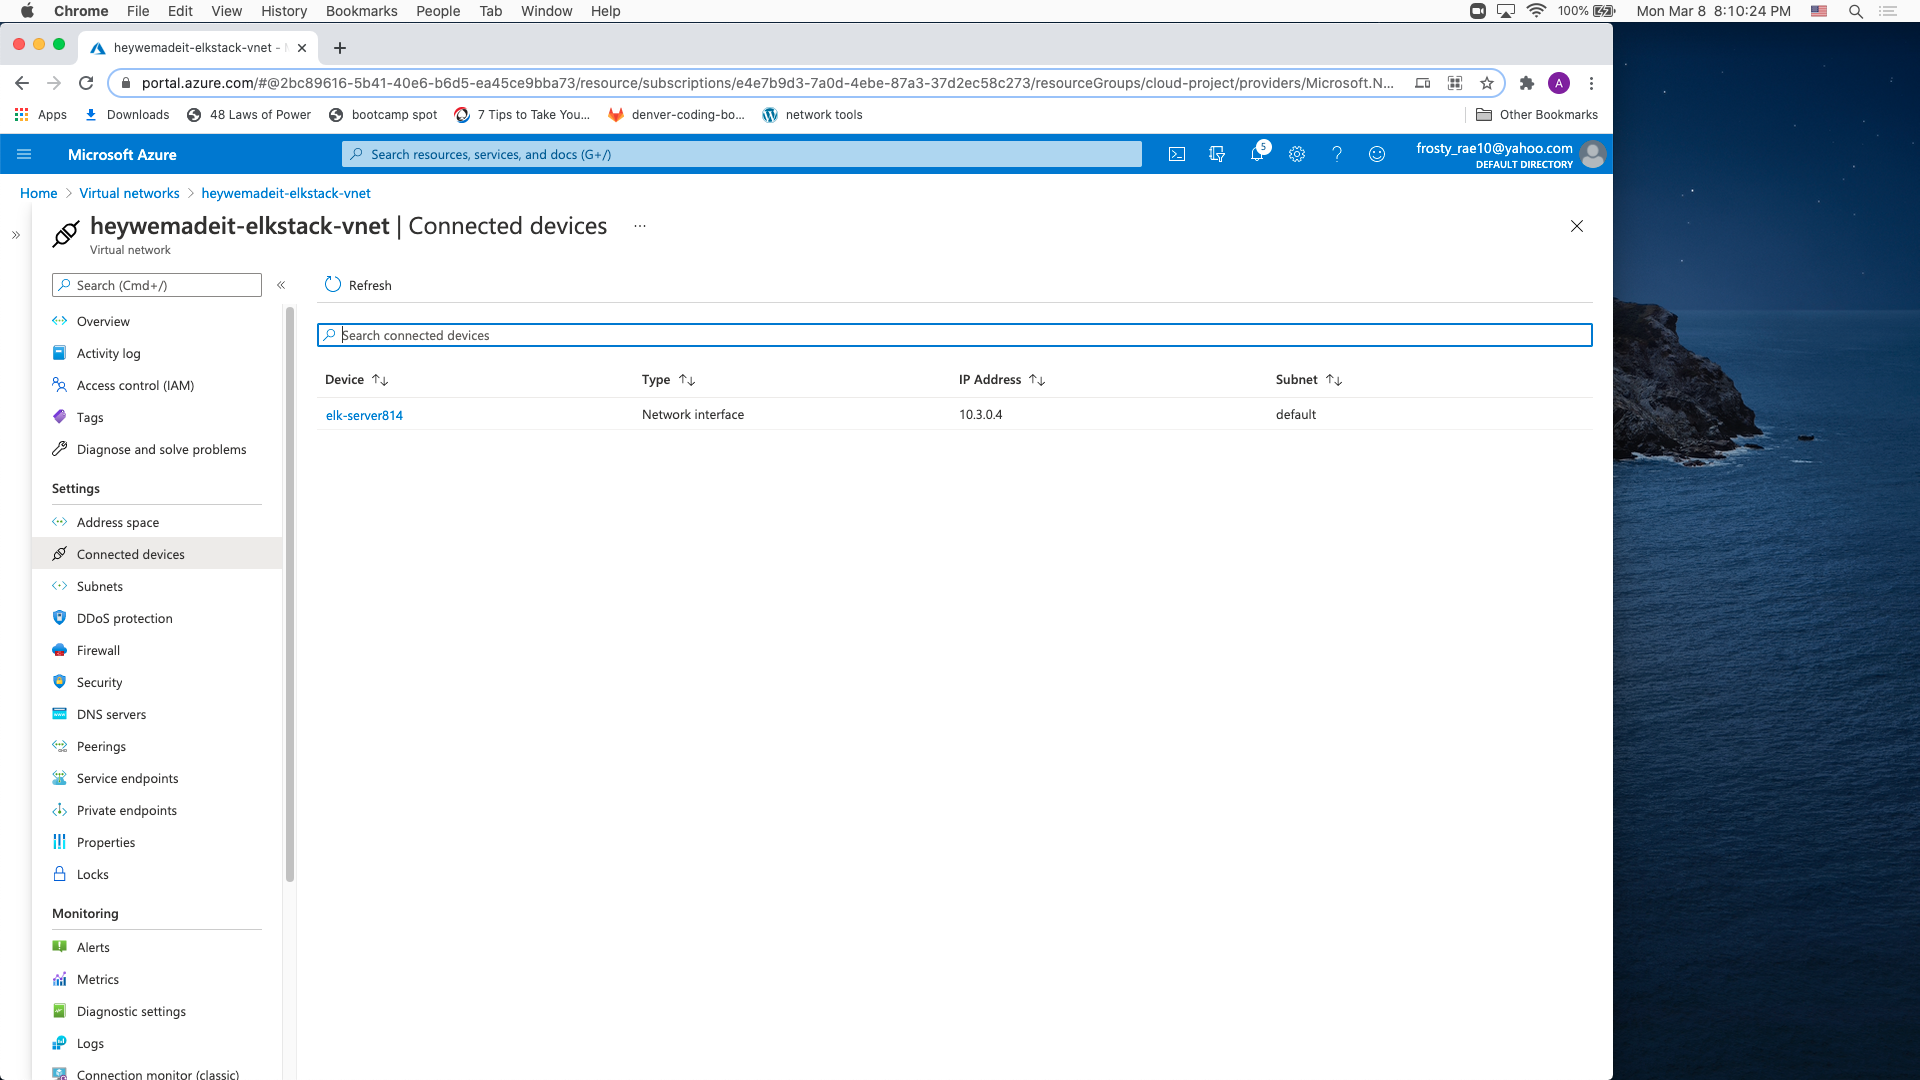 Chrome File Edit View History Bookmarks People Tab Window Help 100% Mon Mar 8 8:10:24 PM
heywemadeit-elkstack-vnet -
portal.azure.com/#@2bc89616-5b41-40e6-b6d5-ea45ce9bba73/resource/subscriptions/e4e7b9d3-7a0d-4ebe-87a3-37d2ec58c273/resourceGroups/cloud-project/providers/Microsoft.N... A
Apps Downloads 48 Laws of Power bootcamp spot 7 Tips to Take You... denver-coding-bo... network tools Other Bookmarks
Microsoft Azure Search resources, services, and docs (G+/) 5 frosty_rae10@yahoo.com
DEFAULT DIRECTORY
Home > Virtual networks > heywemadeit-elkstack-vnet
heywemadeit-elkstack-vnet | Connected devices ...
Virtual network
Search (Cmd+/)
Refresh
Overview
Activity log
Access control (IAM)
Tags
Diagnose and solve problems
Settings
Address space
Connected devices
Subnets
DDoS protection
Firewall
Security
DNS servers
Peerings
Service endpoints
Private endpoints
Properties
Locks
Monitoring
Alerts
Metrics
Diagnostic settings
Logs
Connection monitor (classic)
Search connected devices
Device Type IP Address Subnet
elk-server814 Network interface 10.3.0.4 default